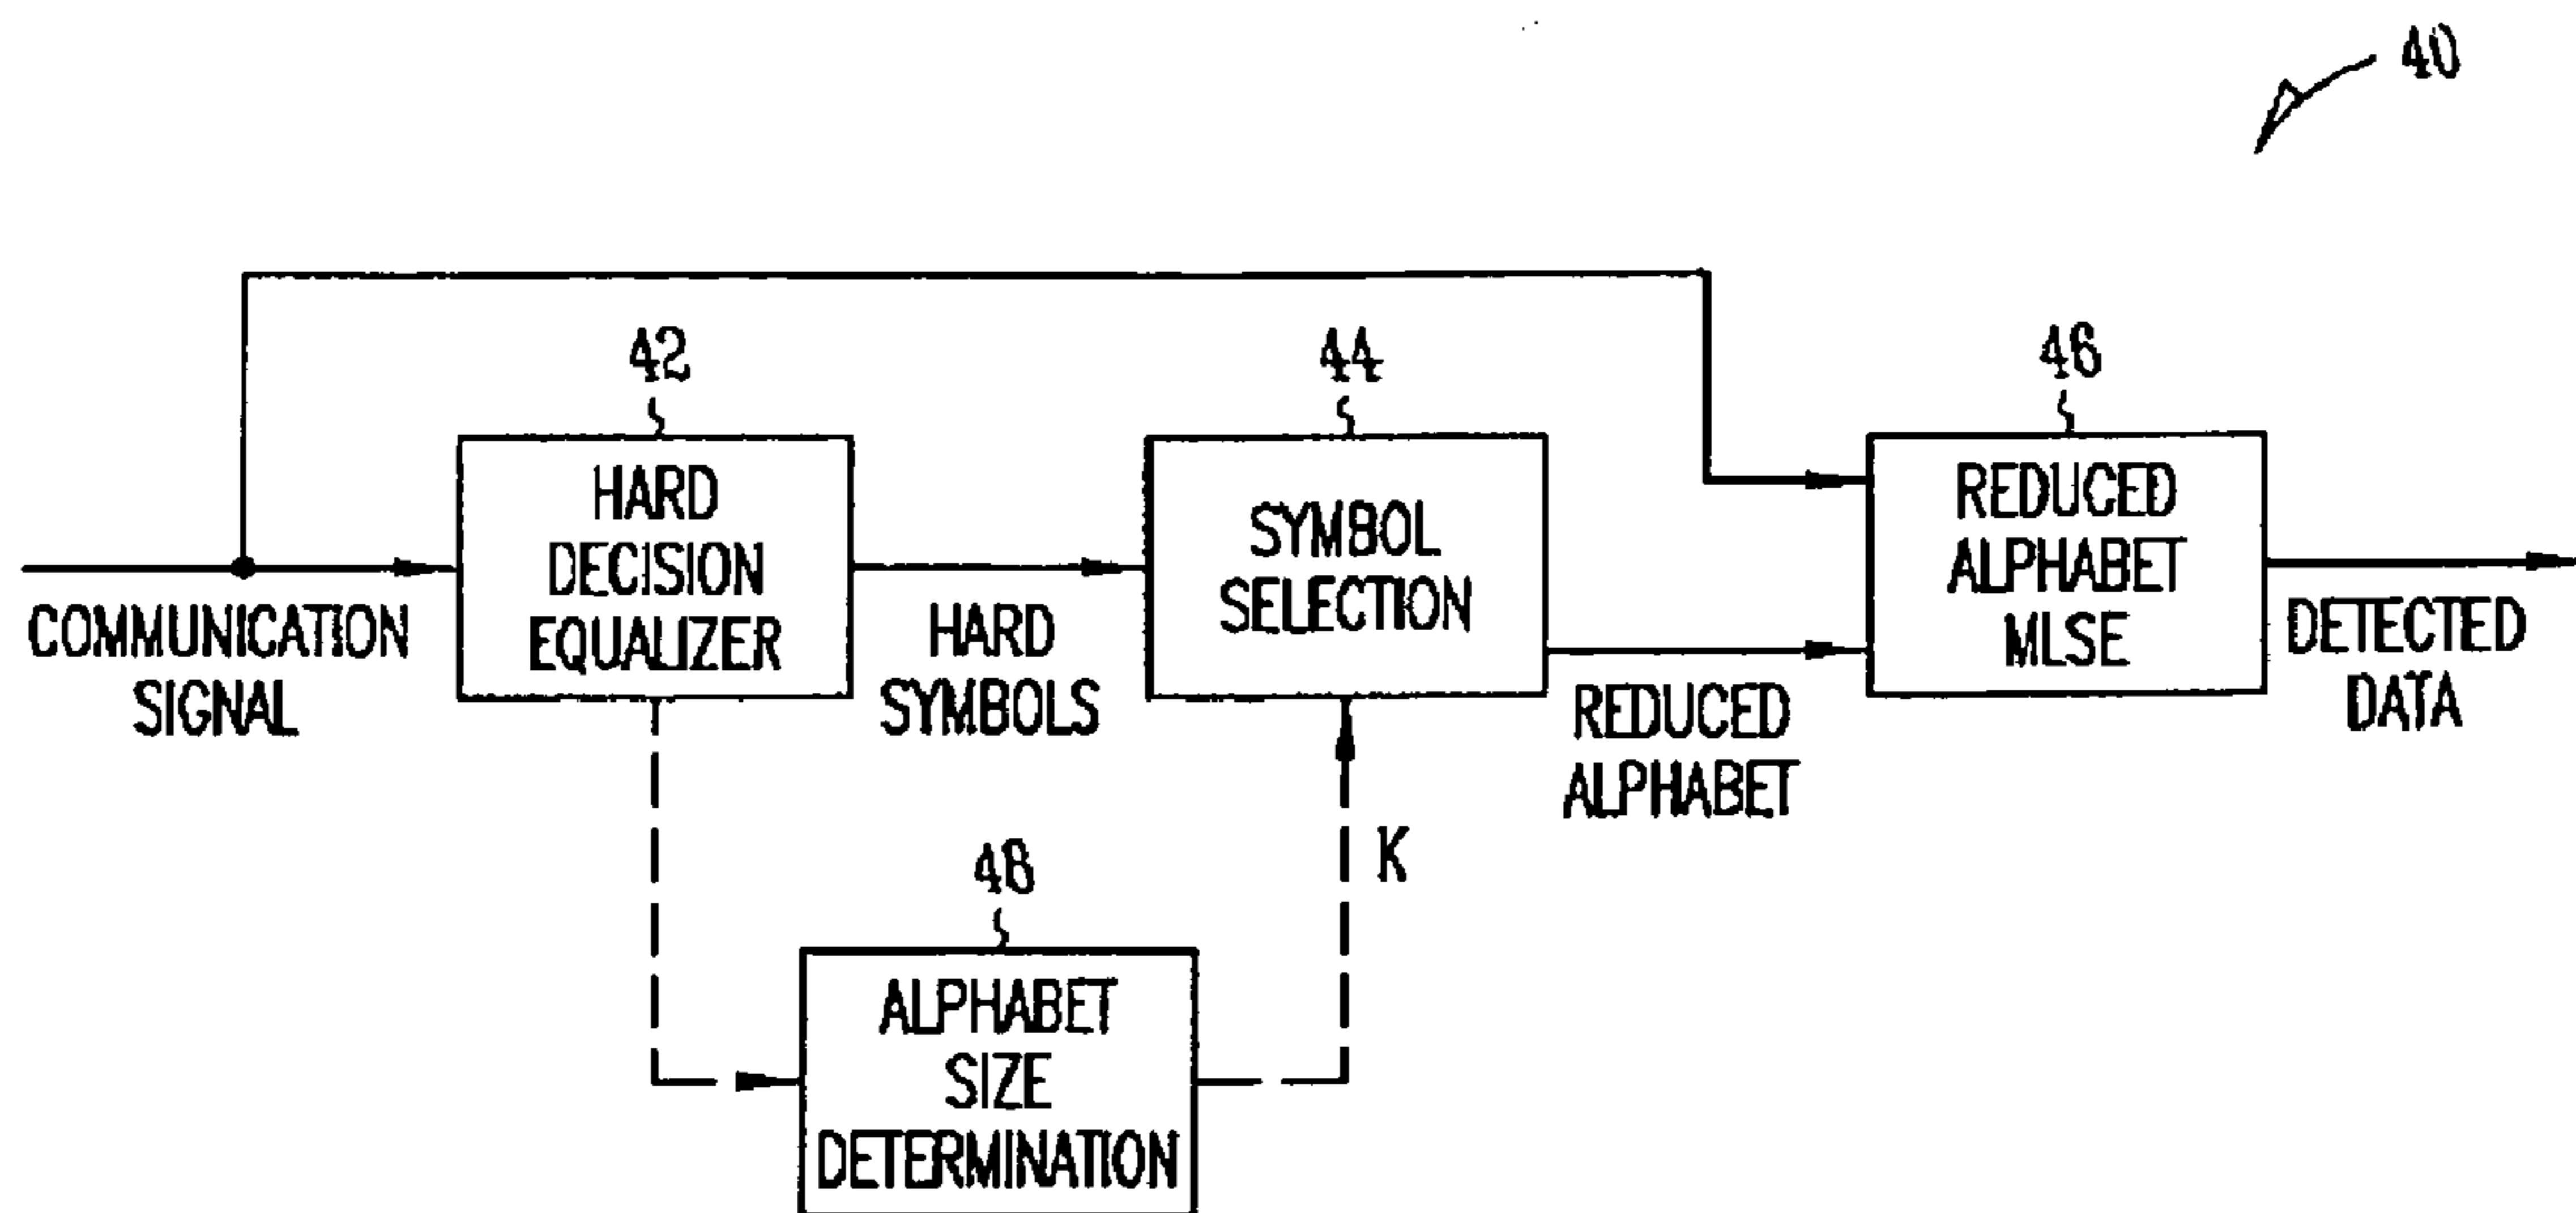 40
42
44
46
HARD
DECISION
EQUALIZER
SYMBOL
SELECTION
REDUCED
ALPHABET
MLSE
COMMUNICATION
SIGNAL
HARD
SYMBOLS
REDUCED
ALPHABET
DETECTED
DATA
K
48
ALPHABET
SIZE
DETERMINATION